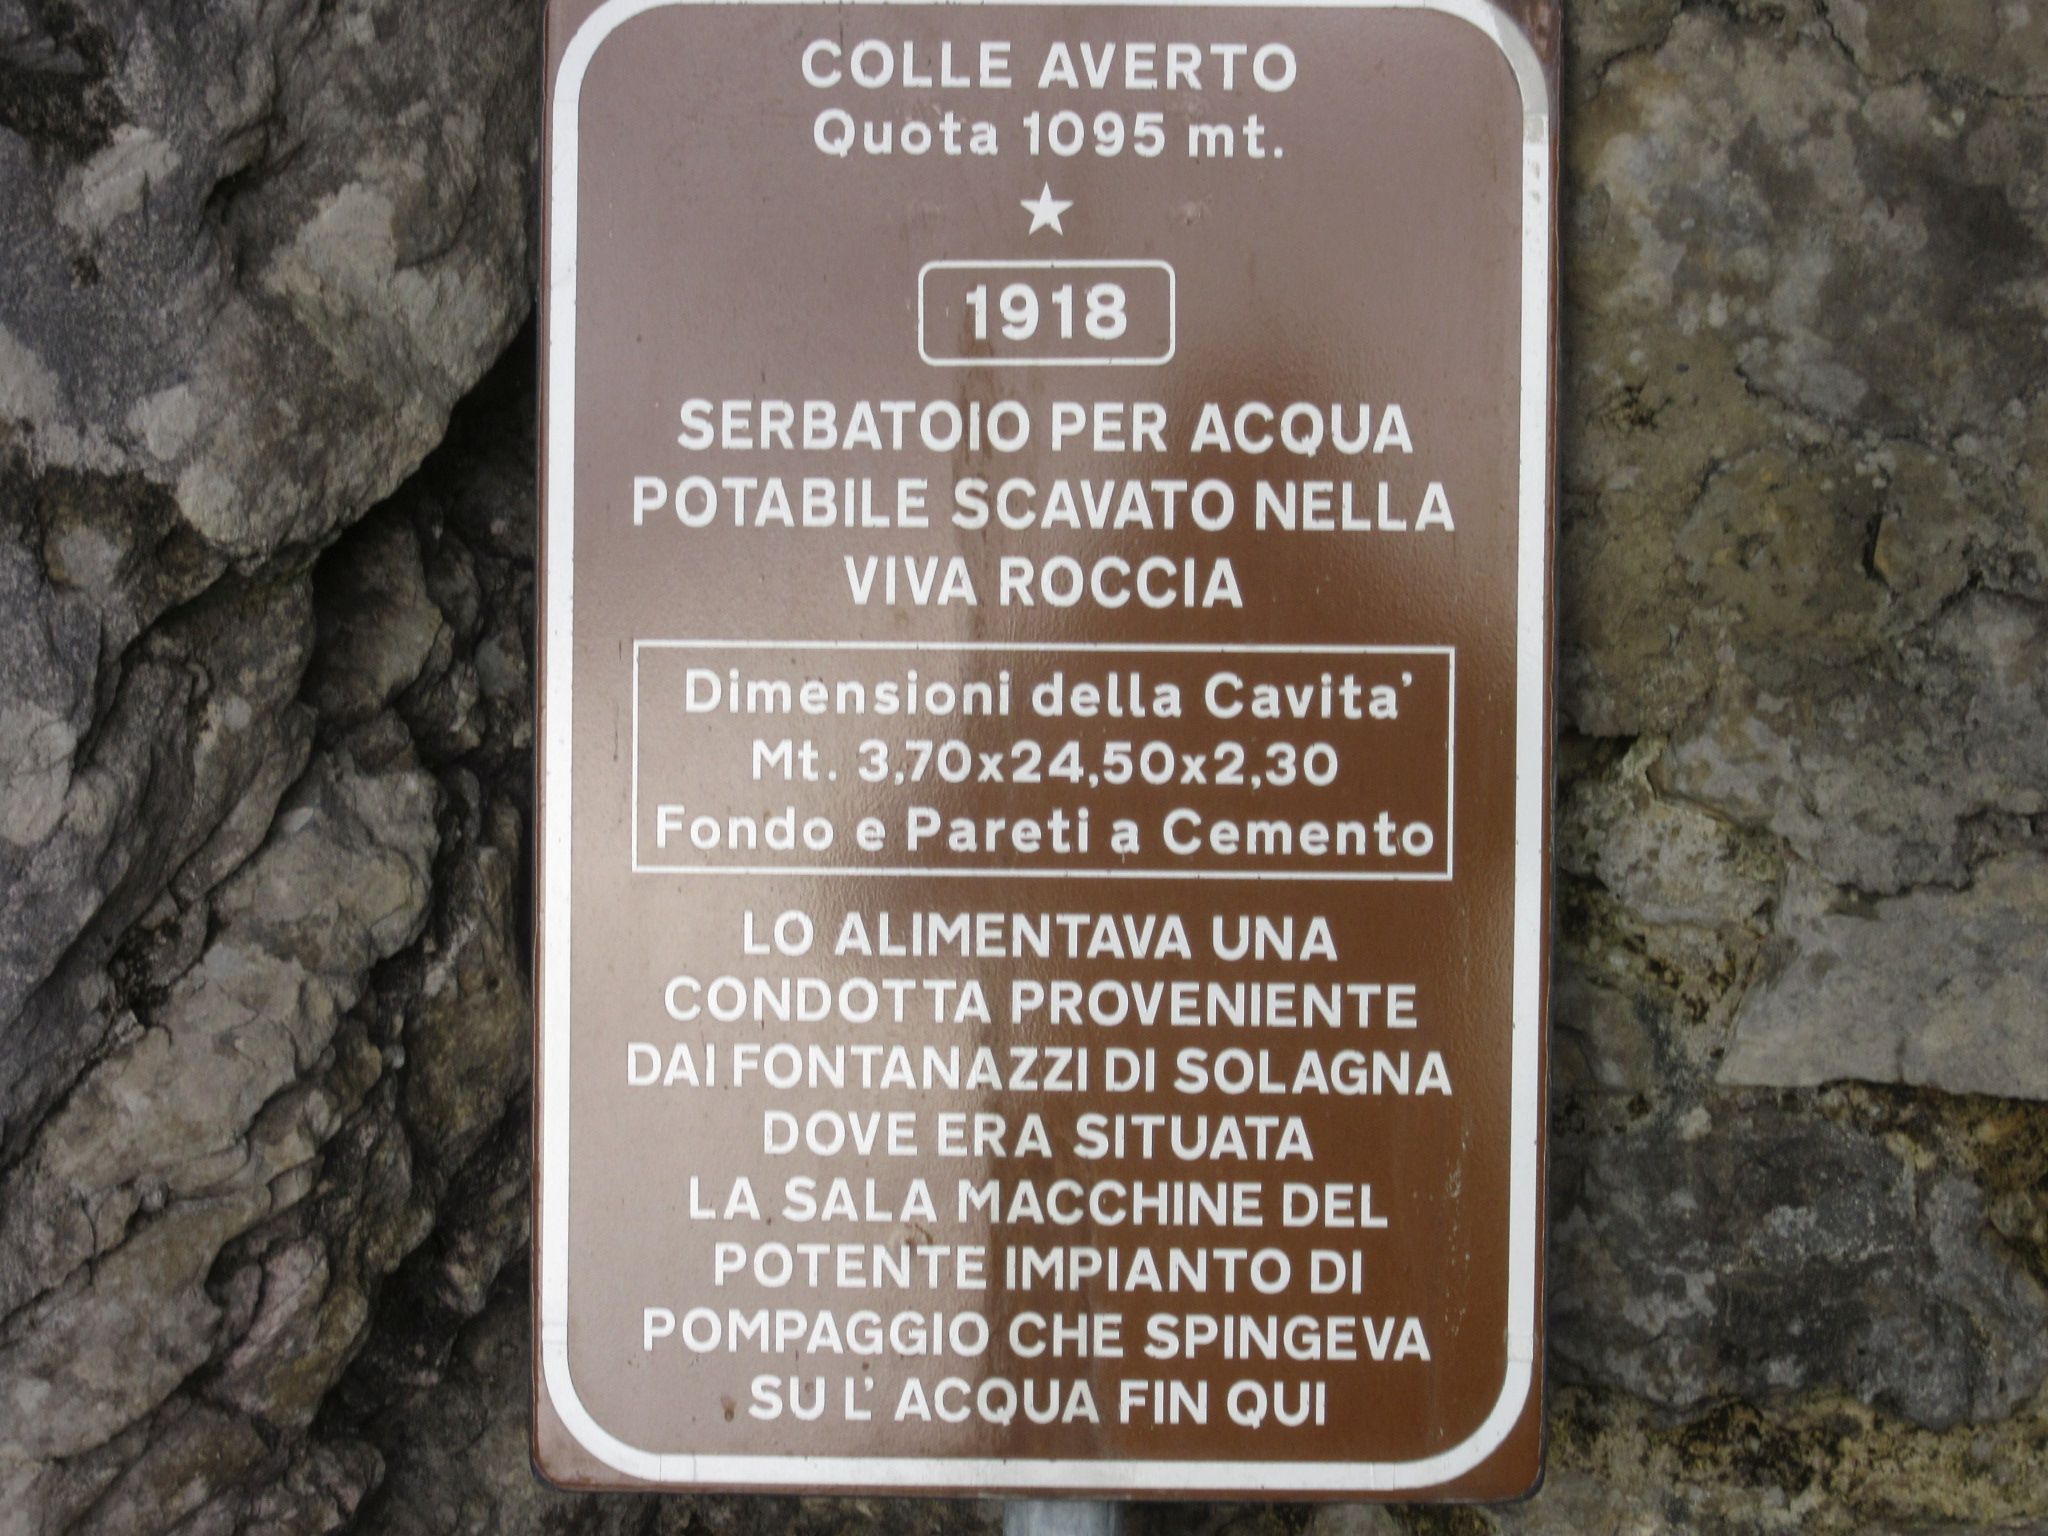 COLLE AVERTO
Quota 1095 mt.
1918
SERBATOIO PER ACQUA
POTABILE SCAVATO NELLA
VIVA ROCCIA
Dimensioni della Cavita'
Mt. 3,70x24,50x2,30
Fondo e Pareti a Cemento
LO ALIMENTAVA UNA
CONDOTTA PROVENIENTE
DAI FONTANAZZI DI SOLAGNA
DOVE ERA SITUATA
LA SALA MACCHINE DEL
POTENTE IMPIANTO DI
POMPAGGIO CHE SPINGEVA
SU L' ACQUA FIN QUI